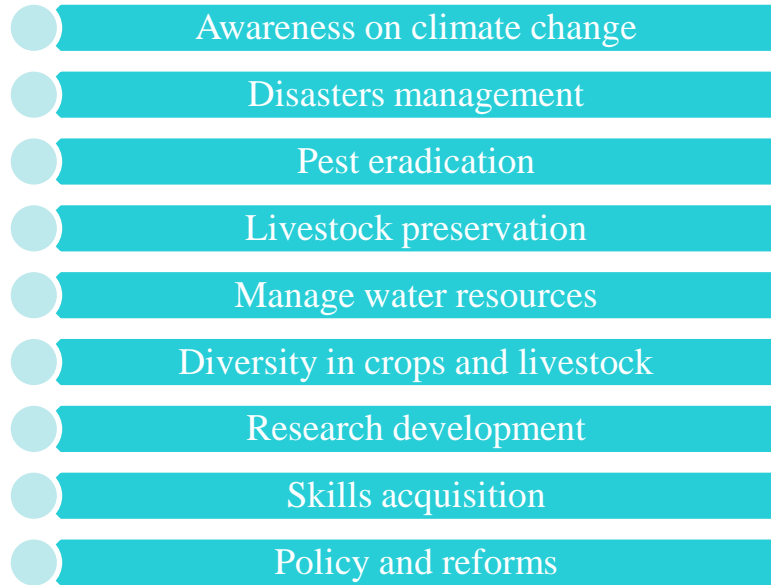 Awareness on climate change
Disasters management
Pest eradication
Livestock preservation
Manage water resources
Diversity in crops and livestock
Research development
Skills acquisition
Policy and reforms